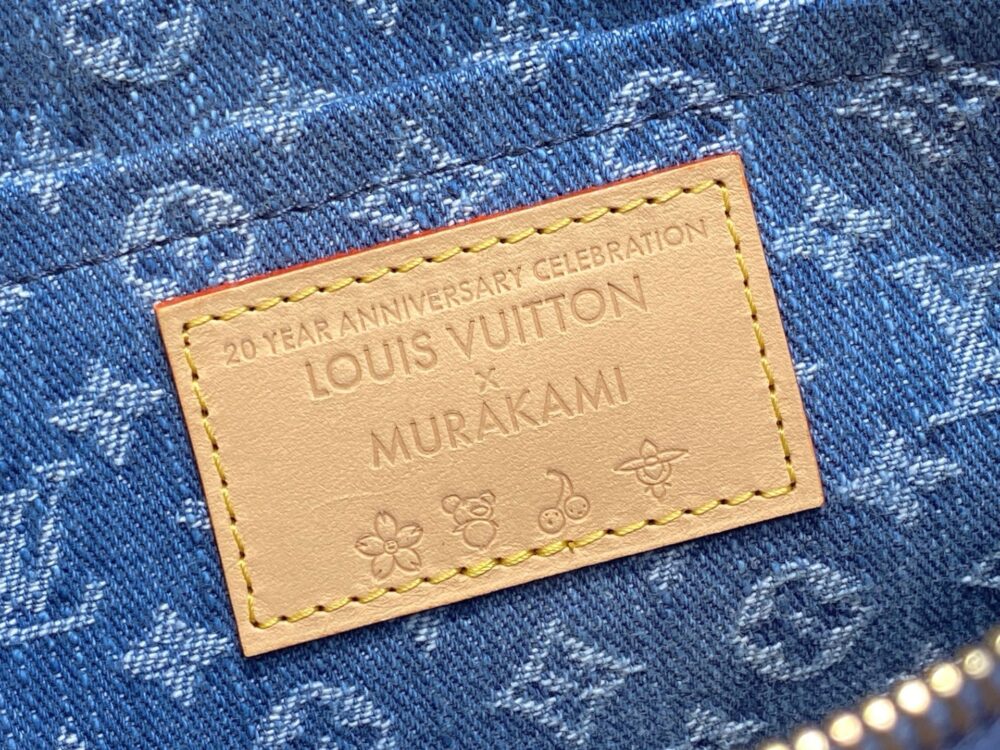 20 YEAR ANNIVERSARY CELEBRATION
LOUIS VUITTON
x
MURAKAMI